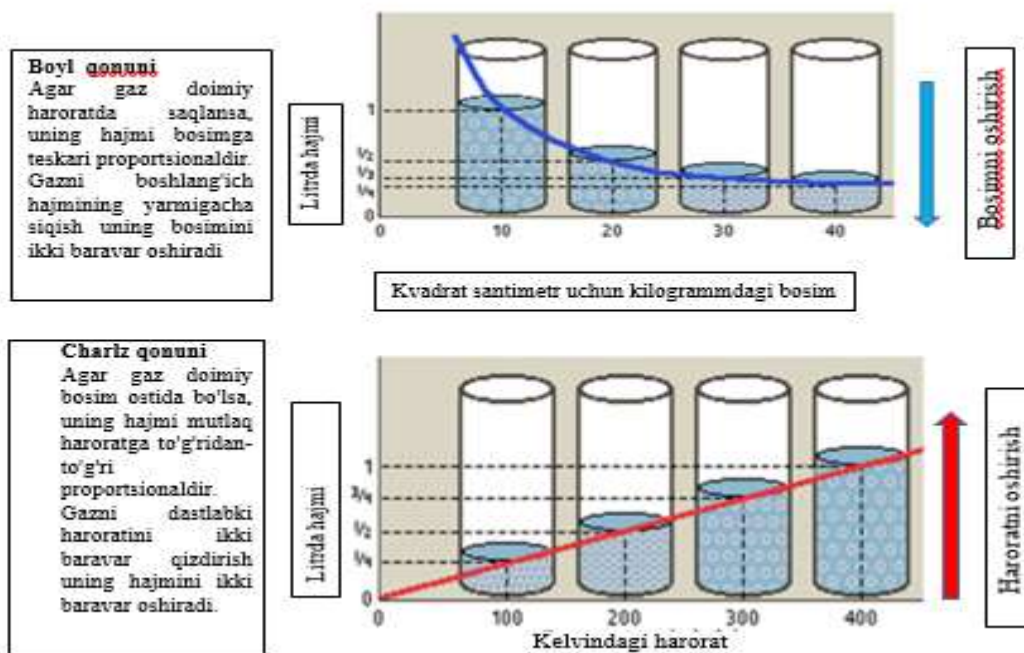 Boyl qonuni
Agar gaz doimiy
haroratda saqlansa,
uning hajmi bosimga
teskari proportsionaldir.
Gazni boshlang'ich
hajmining yarmigacha
siqish uning bosimini
ikki baravar oshiradi
Litrda hajmi
1
1/2
1/3
1/4
0
0 10 20 30 40
Bosimni oshirish
Kvadrat santimetr uchun kilogrammdagi bosim
Charlz qonuni
Agar gaz doimiy
bosim ostida bo'lsa,
uning hajmi mutlaq
haroratga to'g'ridan-
to'g'ri
proportsionaldir.
Gazni dastlabki
haroratini ikki
baravar qizdirish
uning hajmini ikki
baravar oshiradi.
Litrda hajmi
1
3/4
1/2
1/4
0
0 100 200 300 400
Kelvindagi harorat
Haroratni oshirish